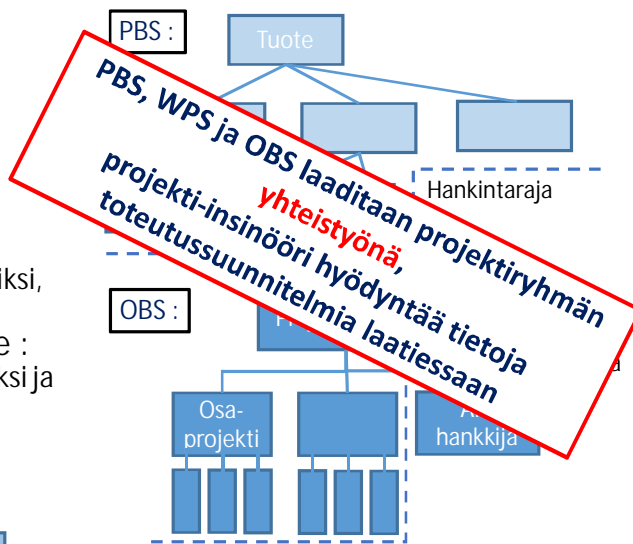 PBS :
Tuote
PBS, WPS ja OBS laaditaan projektiryhmän
yhteistyönä,
projekti-insinööri hyödyntää tietoja
toteutussuunnitelmia laatiessaan
Hankintaraja
OBS :
Osa-
projekti
hankkija